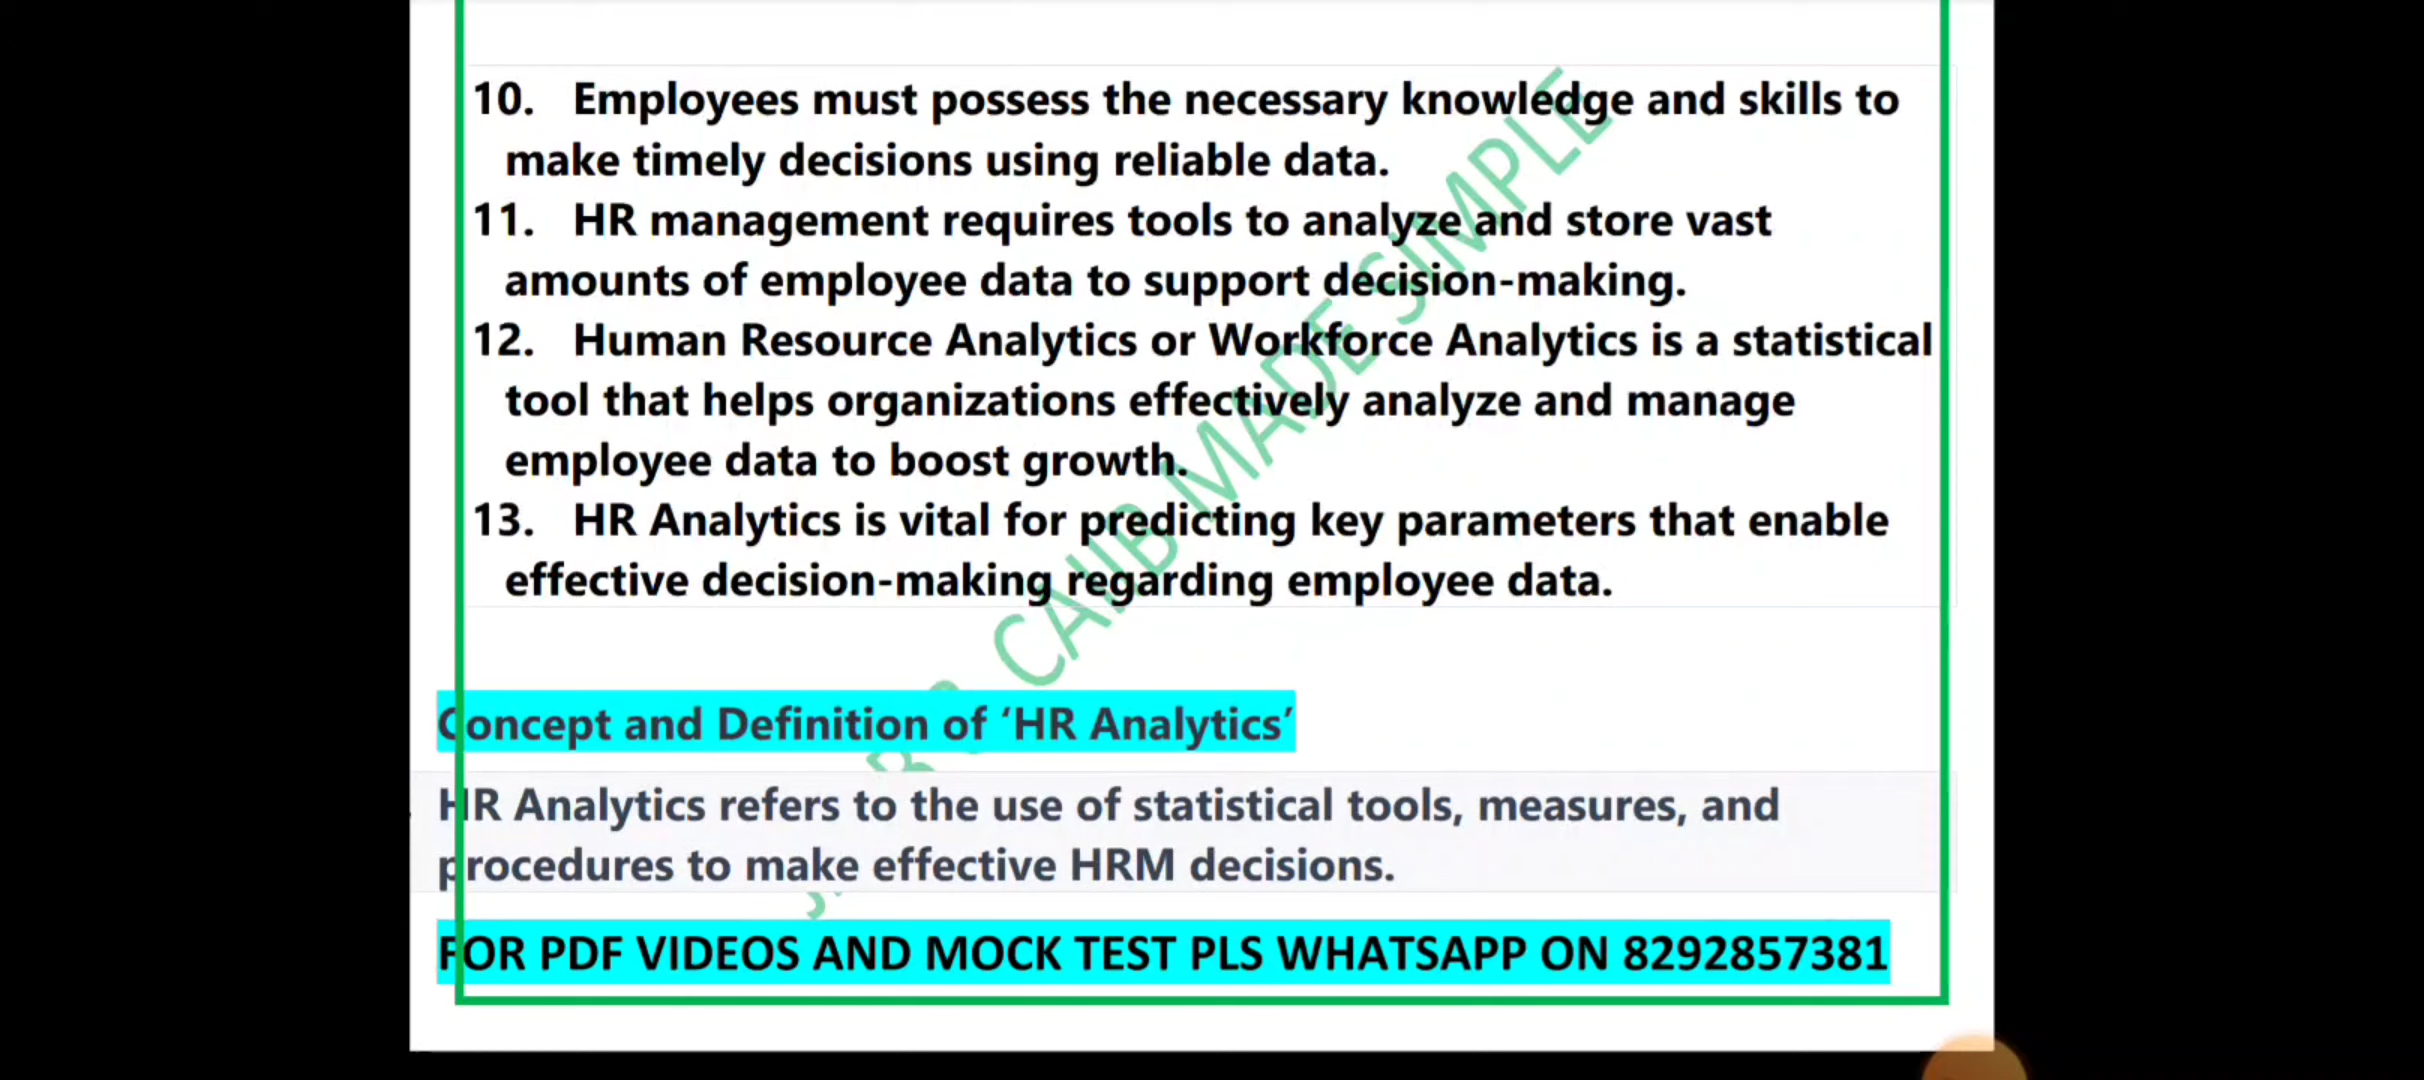 10. Employees must possess the necessary knowledge and skills to
make timely decisions using reliable data.
11. HR management requires tools to analyze and store vast
amounts of employee data to support decision-making.
12. Human Resource Analytics or Workforce Analytics is a statistical
tool that helps organizations effectively analyze and manage
employee data to boost growth.
13. HR Analytics is vital for predicting key parameters that enable
effective decision-making regarding employee data.
CAIIB MADE SIMPLE
Concept and Definition of ‘HR Analytics’
HR Analytics refers to the use of statistical tools, measures, and
procedures to make effective HRM decisions.
FOR PDF VIDEOS AND MOCK TEST PLS WHATSAPP ON 8292857381